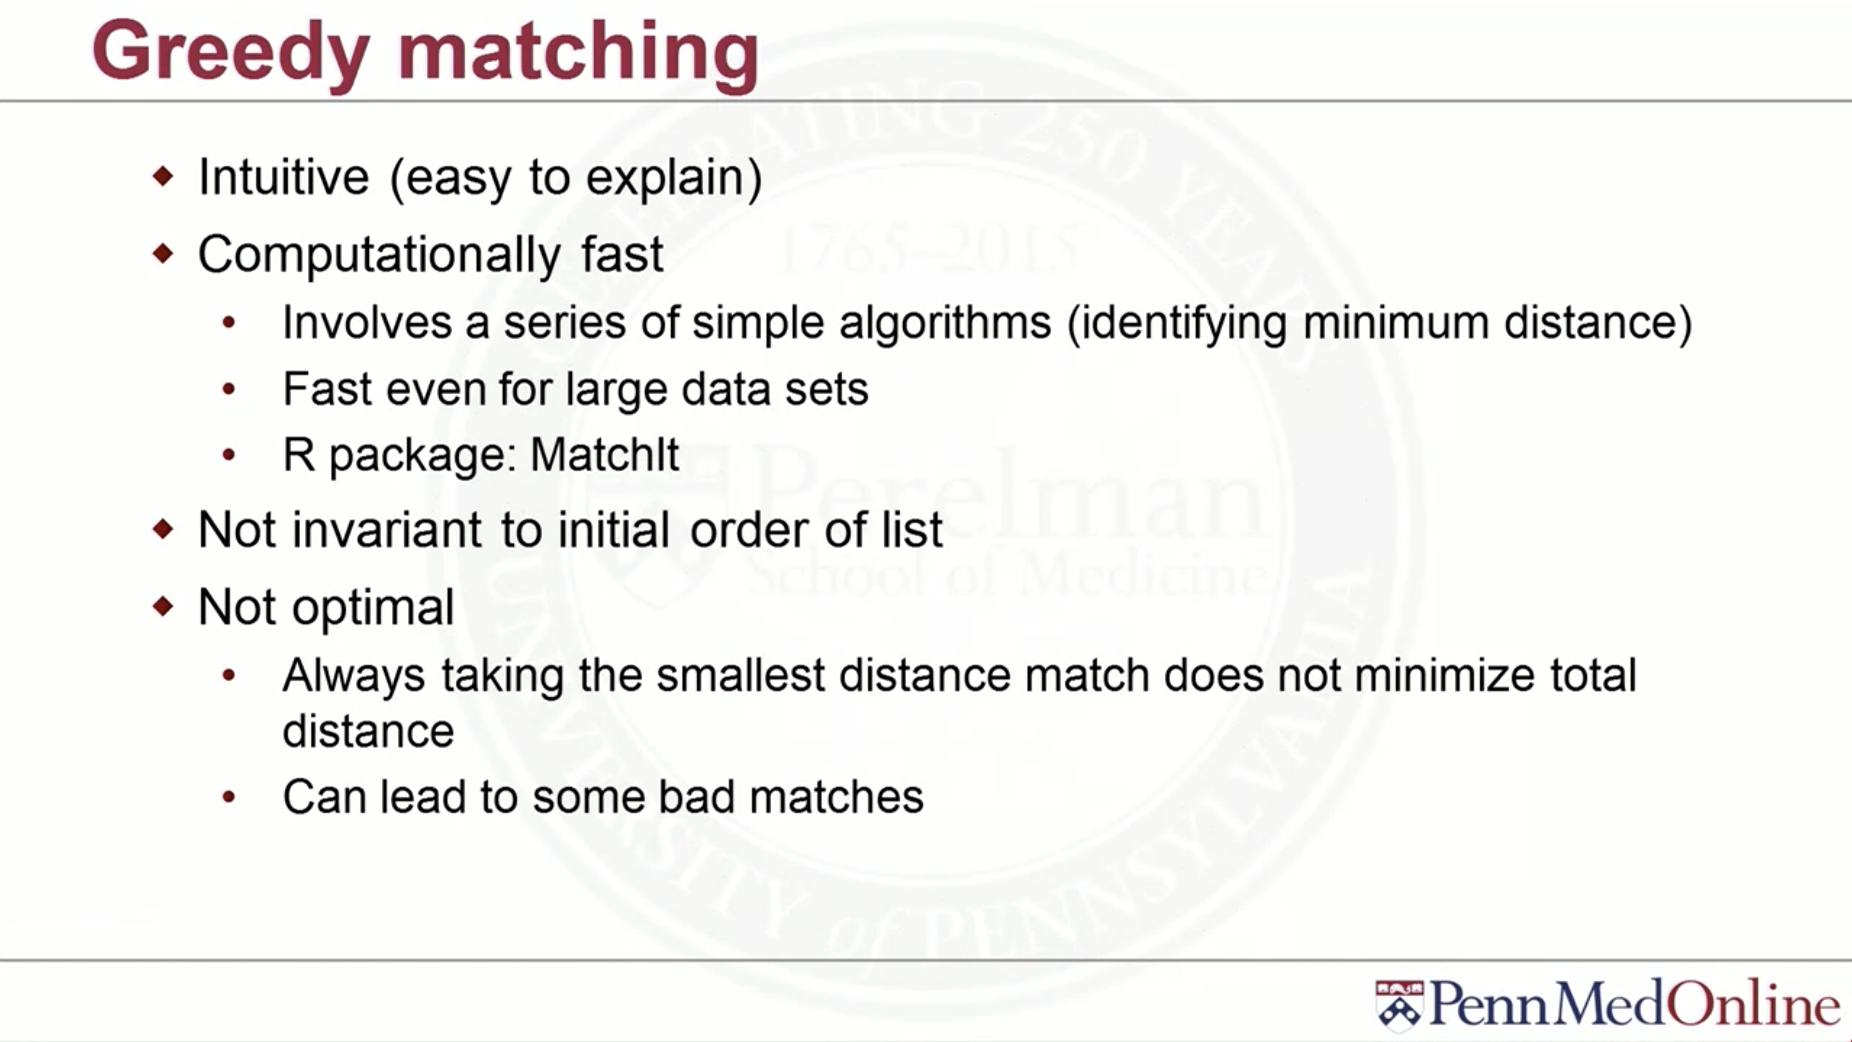 Greedy matching
Intuitive (easy to explain)
Computationally fast
Involves a series of simple algorithms (identifying minimum distance)
Fast even for large data sets
R package: MatchIt
Not invariant to initial order of list
Not optimal
Always taking the smallest distance match does not minimize total
distance
Can lead to some bad matches
CELEBRATING 250 YEARS
1765–2015
Perelman
School of Medicine
UNIVERSITY of PENNSYLVANIA
PennMedOnline